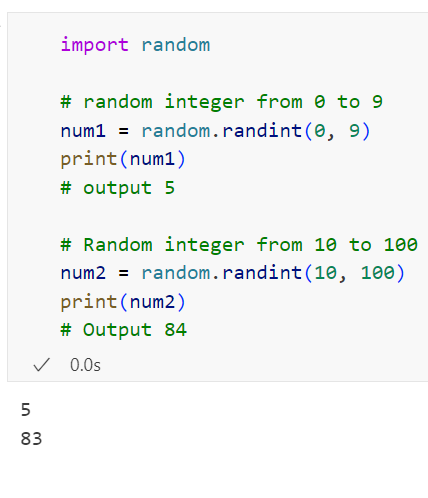 import random
# random integer from 0 to 9
num1 = random.randint(0, 9)
print(num1)
# output 5
# Random integer from 10 to 100
num2 = random.randint(10, 100)
print(num2)
# Output 84
0.0s
5
83